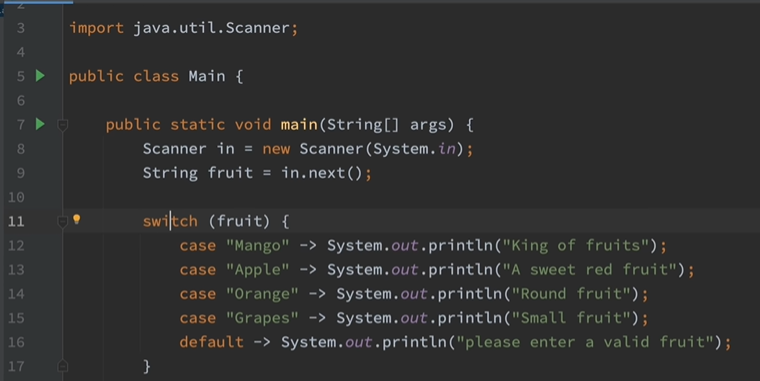 2
3 import java.util.Scanner;
4
5 public class Main {
6
7 public static void main(String[] args) {
8 Scanner in = new Scanner(System.in);
9 String fruit = in.next();
10
11 switch (fruit) {
12 case "Mango" -> System.out.println("King of fruits");
13 case "Apple" -> System.out.println("A sweet red fruit");
14 case "Orange" -> System.out.println("Round fruit");
15 case "Grapes" -> System.out.println("Small fruit");
16 default -> System.out.println("please enter a valid fruit");
17 }